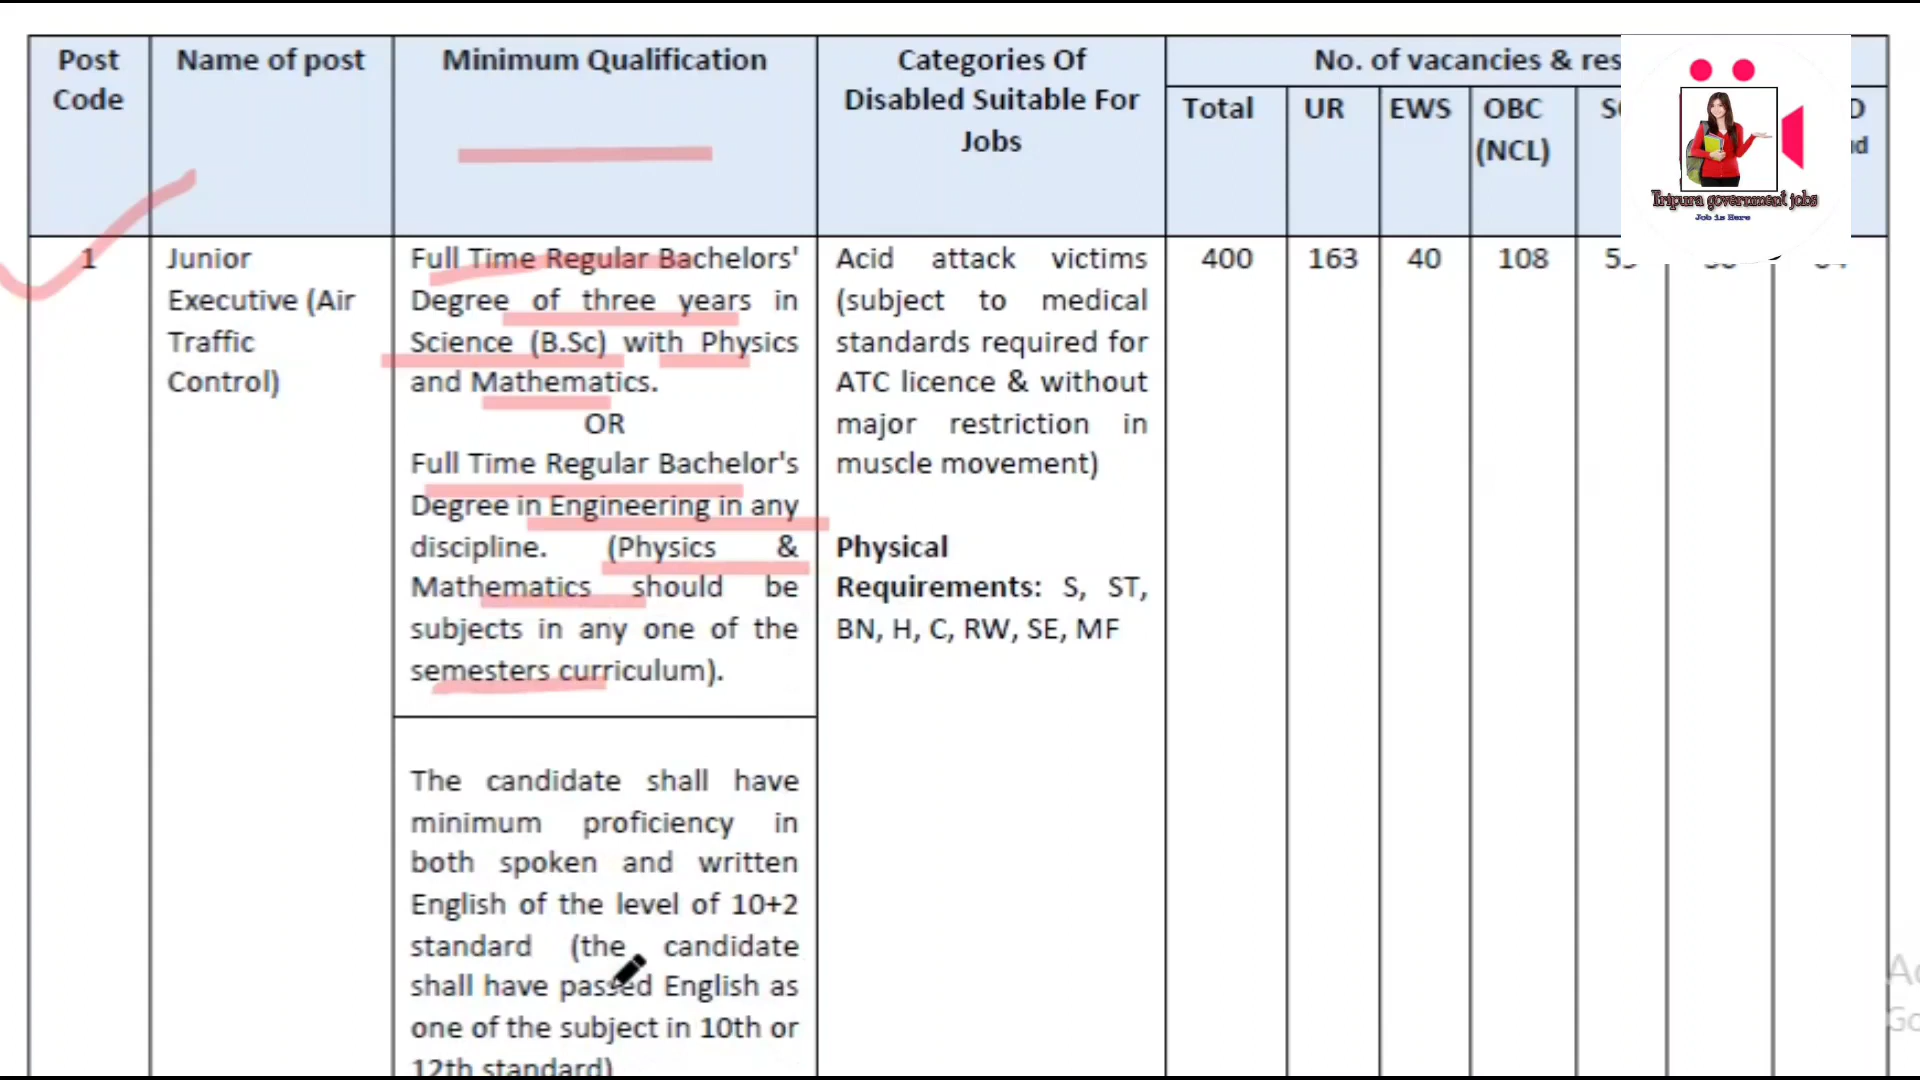 Post Code
Name of post
Minimum Qualification
Categories Of
Disabled Suitable For
Jobs
No. of vacancies &
Total
UR
EWS
OBC
(NCL)
Tripura government jobs
Job is Here
1
Junior
Executive (Air
Traffic
Control)
Full Time Regular Bachelors'
Degree of three years in
Science (B.Sc) with Physics
and Mathematics.
OR
Full Time Regular Bachelor's
Degree in Engineering in any
discipline. (Physics &
Mathematics should be
subjects in any one of the
semesters curriculum).
The candidate shall have
minimum proficiency in
both spoken and written
English of the level of 10+2
standard (the candidate
shall have passed English as
one of the subject in 10th or
12th standard)
Acid attack victims
(subject to medical
standards required for
ATC licence & without
major restriction in
muscle movement)
Physical
Requirements: S, ST,
BN, H, C, RW, SE, MF
400
163
40
108